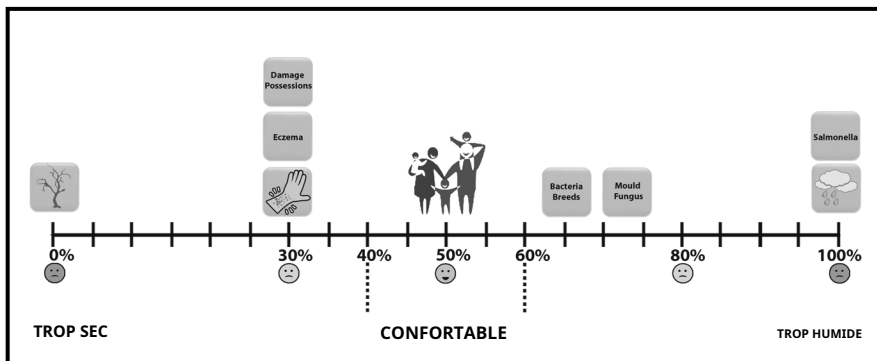 Damage
Possessions
Eczema
Salmonella
Bacteria
Breeds
Mould
Fungus
0%
30%
40%
50%
60%
80%
100%
TROP SEC
CONFORTABLE
TROP HUMIDE